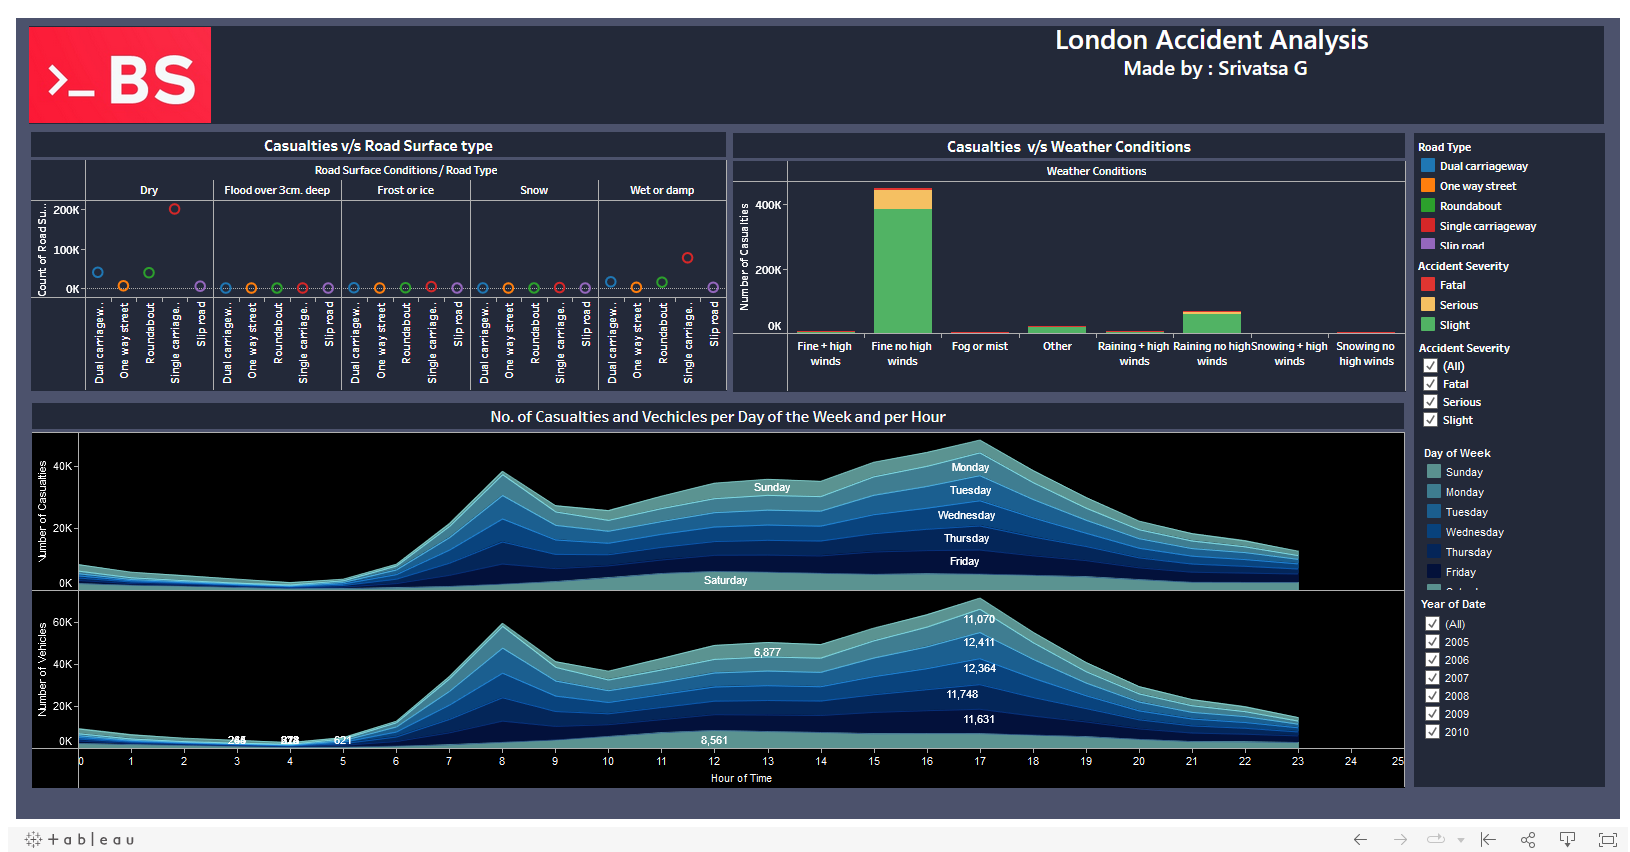 >_BS
London Accident Analysis
Made by : Srivatsa G
Casualties v/s Road Surface type
Road Surface Conditions / Road Type
Dry Flood over 3cm. deep Frost or ice Snow Wet or damp
Count of Road Su..
200K
100K
0K
Dual carriagew.. One way street Roundabout Single carriage.. Slip road Dual carriagew.. One way street Roundabout Single carriage.. Slip road Dual carriagew.. One way street Roundabout Single carriage.. Slip road Dual carriagew.. One way street Roundabout Single carriage.. Slip road Dual carriagew.. One way street Roundabout Single carriage.. Slip road
Casualties v/s Weather Conditions
Weather Conditions
Number of Casualties
400K
200K
0K
Fine + high winds Fine no high winds Fog or mist Other Raining + high winds Raining no high winds Snowing + high winds Snowing no high winds
Road Type
Dual carriageway
One way street
Roundabout
Single carriageway
Slip road
Accident Severity
Fatal
Serious
Slight
Accident Severity
(All)
Fatal
Serious
Slight
Day of Week
Sunday
Monday
Tuesday
Wednesday
Thursday
Friday
Year of Date
(All)
2005
2006
2007
2008
2009
2010
No. of Casualties and Vechicles per Day of the Week and per Hour
Number of Casualties
40K
20K
0K
Sunday
Monday
Tuesday
Wednesday
Thursday
Friday
Saturday
Number of Vehicles
60K
40K
20K
0K
11,070
12,411
6,877
12,364
11,748
11,631
621
8,561
0 1 2 3 4 5 6 7 8 9 10 11 12 13 14 15 16 17 18 19 20 21 22 23 24 25
Hour of Time
+ a b l e a u